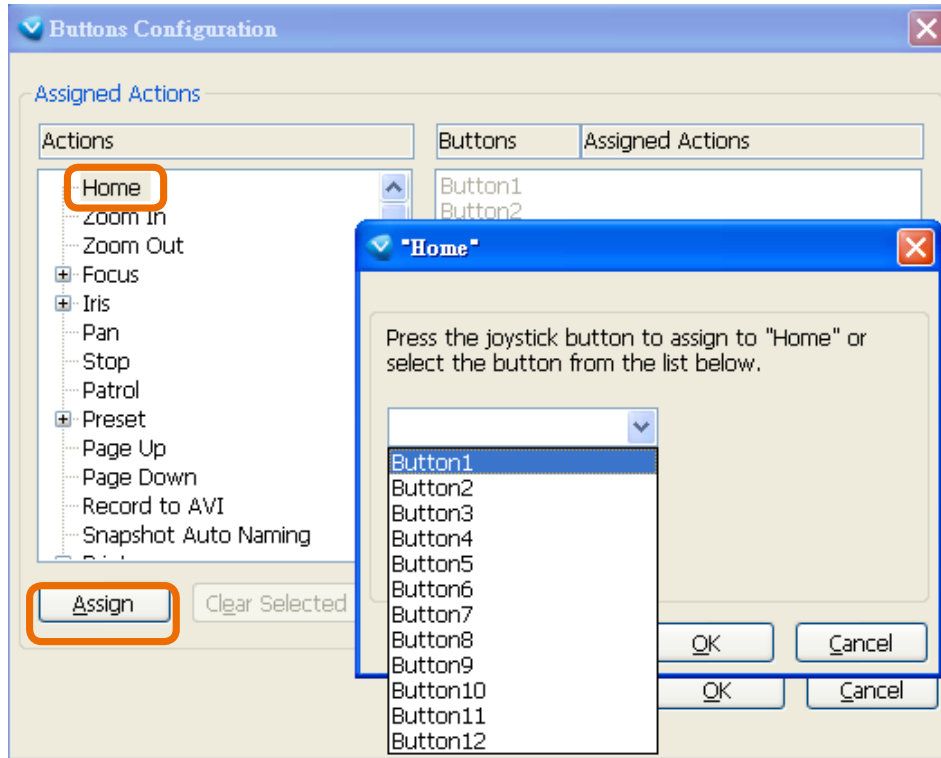 Buttons Configuration
Assigned Actions
Actions
Buttons
Assigned Actions
Home
Zoom In
Zoom Out
Focus
Iris
Pan
Stop
Patrol
Preset
Page Up
Page Down
Record to AVI
Snapshot Auto Naming
Button1
Button2
Assign
Clear Selected
"Home"
Press the joystick button to assign to "Home" or
select the button from the list below.
Button1
Button2
Button3
Button4
Button5
Button6
Button7
Button8
Button9
Button10
Button11
Button12
OK
Cancel
OK
Cancel